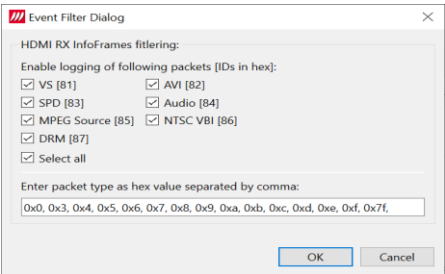 Event Filter Dialog
HDMI RX InfoFrames fitlering:
Enable logging of following packets [IDs in hex]:
VS [81] AVI [82]
SPD [83] Audio [84]
MPEG Source [85] NTSC VBI [86]
DRM [87]
Select all
Enter packet type as hex value separated by comma:
0x0, 0x3, 0x4, 0x5, 0x6, 0x7, 0x8, 0x9, 0xa, 0xb, 0xc, 0xd, 0xe, 0xf, 0x7f,
OK Cancel